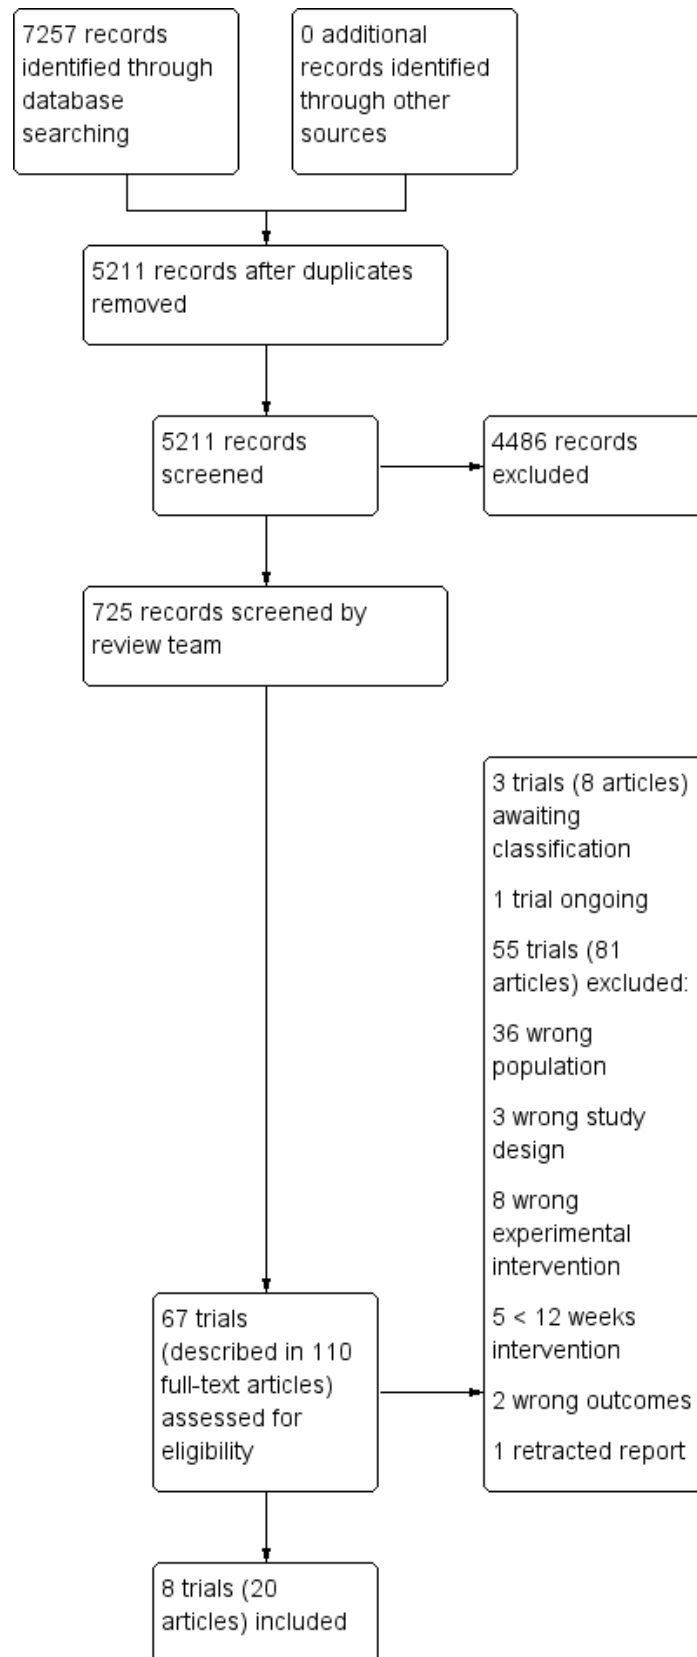 7257 records
identified through
database
searching
0 additional
records identified
through other
sources
5211 records after duplicates
removed
5211 records
screened
4486 records
excluded
725 records screened by
review team
3 trials (8 articles)
awaiting
classification
1 trial ongoing
55 trials (81
articles) excluded:
36 wrong
population
3 wrong study
design
8 wrong
experimental
intervention
5 < 12 weeks
intervention
2 wrong outcomes
1 retracted report
67 trials
(described in 110
full-text articles)
assessed for
eligibility
8 trials (20
articles) included